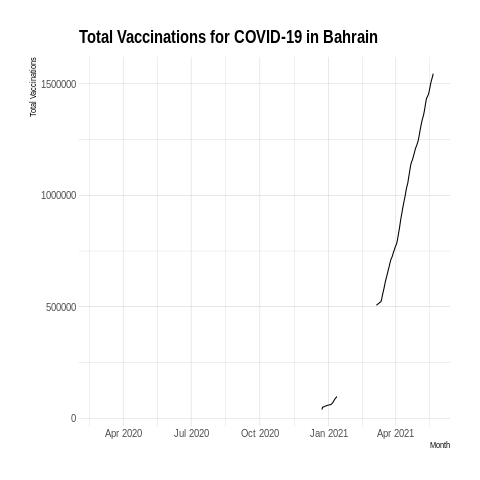 Total Vaccinations for COVID-19 in Bahrain
Total Vaccinations
1500000
1000000
500000
0
Apr 2020 Jul 2020 Oct 2020 Jan 2021 Apr 2021
Month